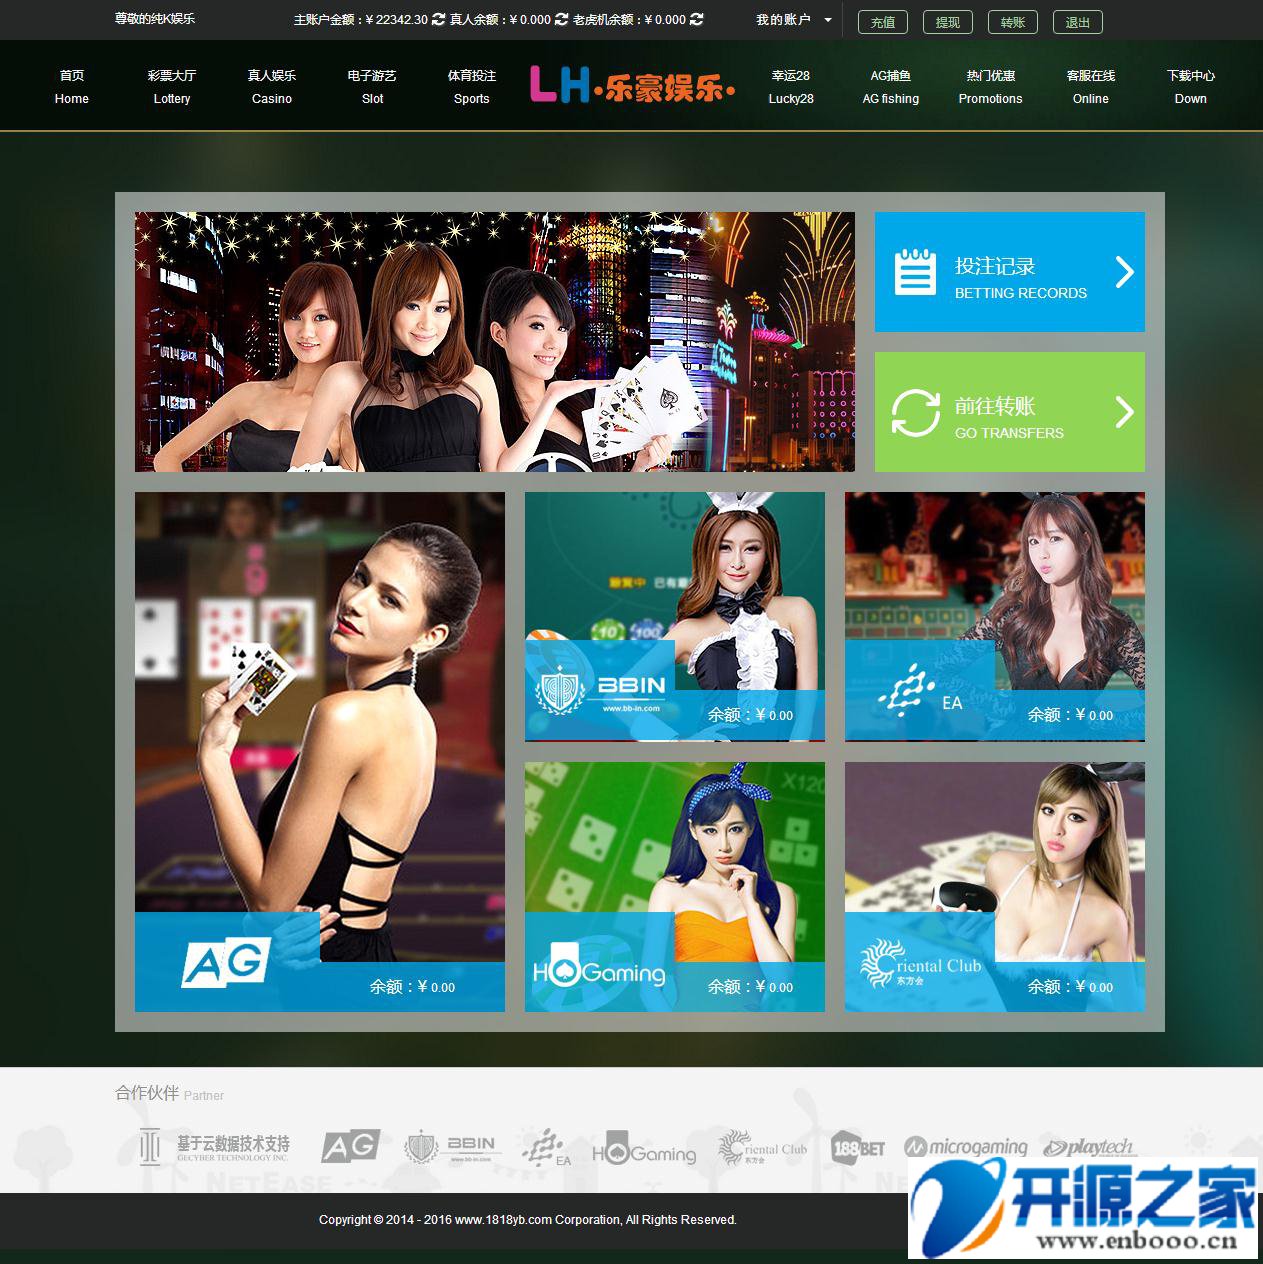 尊敬的纯K娱乐 主账户金额：¥ 22342.30 真人余额：¥ 0.000 老虎机余额：¥ 0.000 我的账户 充值 提现 转账 退出
首页 彩票大厅 真人娱乐 电子游艺 体育投注 LH·乐豪娱乐· 幸运28 AG捕鱼 热门优惠 客服在线 下载中心
Home Lottery Casino Slot Sports Lucky28 AG fishing Promotions Online Down
投注记录
BETTING RECORDS
前往转账
GO TRANSFERS
BBIN
www.bb-in.com
余额：¥ 0.00
EA
余额：¥ 0.00
AG
余额：¥ 0.00
HOGaming
余额：¥ 0.00
Oriental Club
东方会
余额：¥ 0.00
合作伙伴 Partner
基于云数据技术支持
GECYBER TECHNOLOGY INC.
AG
BBIN
www.bb-in.com
EA
HOGaming
Oriental Club
东方会
188BET
microgaming
playtech
NETEASE
Copyright © 2014 - 2016 www.1818yb.com Corporation, All Rights Reserved.
开源之家
www.enbooo.cn